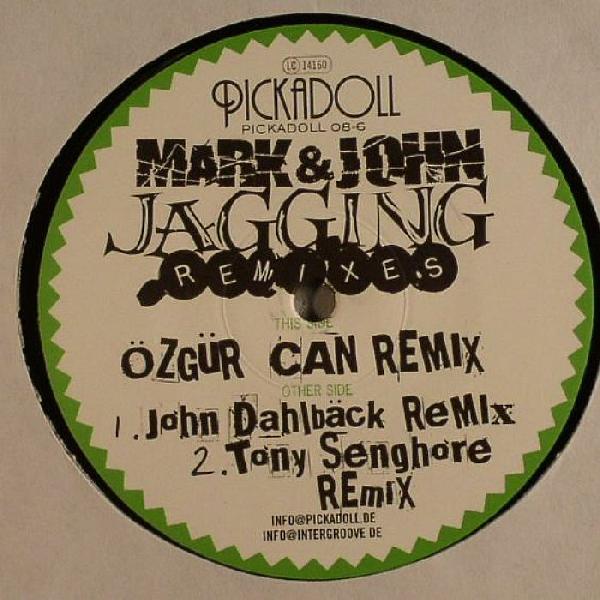 LC 14160
PICKADOLL
PICKADOLL 08-6
MARK & JOHN
JAGGING
REMIXES
THIS SIDE
ÖZGÜR CAN REMIX
OTHER SIDE
1. John Dahlbäck ReMIx
2. Tony Senghore
REmiX
INFO@PICKADOLL.DE
INFO@INTERGROOVE.DE